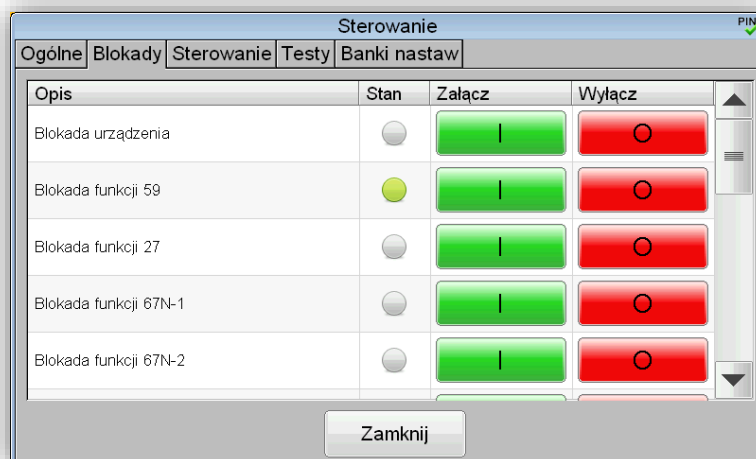 Sterowanie
PIN
Ogólne Blokady Sterowanie Testy Banki nastaw
Opis Stan Załącz Wyłącz
Blokada urządzenia I O
Blokada funkcji 59 I O
Blokada funkcji 27 I O
Blokada funkcji 67N-1 I O
Blokada funkcji 67N-2 I O
Zamknij